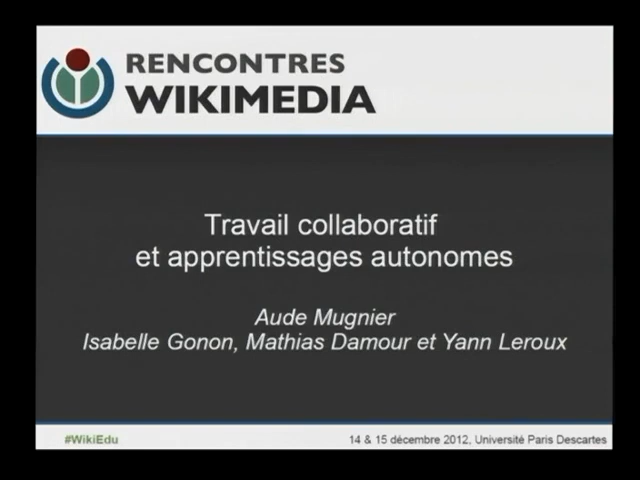 RENCONTRES
WIKIMEDIA
Travail collaboratif
et apprentissages autonomes
Aude Mugnier
Isabelle Gonon, Mathias Damour et Yann Leroux
#WikiEdu
14 & 15 décembre 2012, Université Paris Descartes